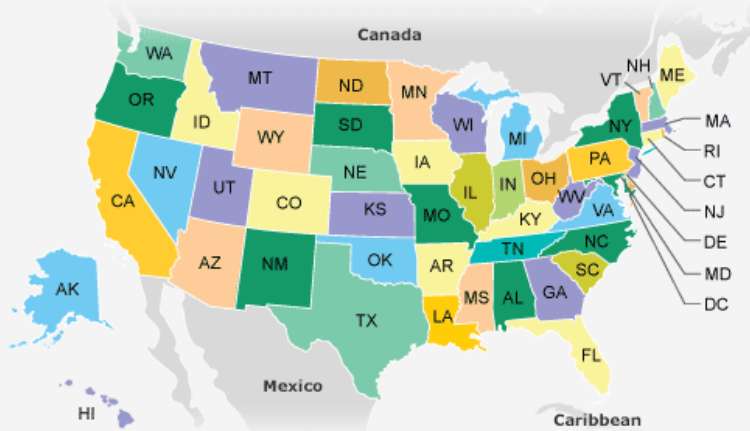 Canada
WA
MT
ND
MN
VT
NH
ME
OR
ID
SD
WI
MI
NY
MA
WY
RI
NV
NE
IA
PA
CT
UT
CO
KS
IL
IN
OH
WV
VA
NJ
CA
MO
KY
DE
AZ
NM
OK
AR
TN
NC
MD
SC
DC
AK
TX
LA
MS
AL
GA
FL
Mexico
HI
Caribbean